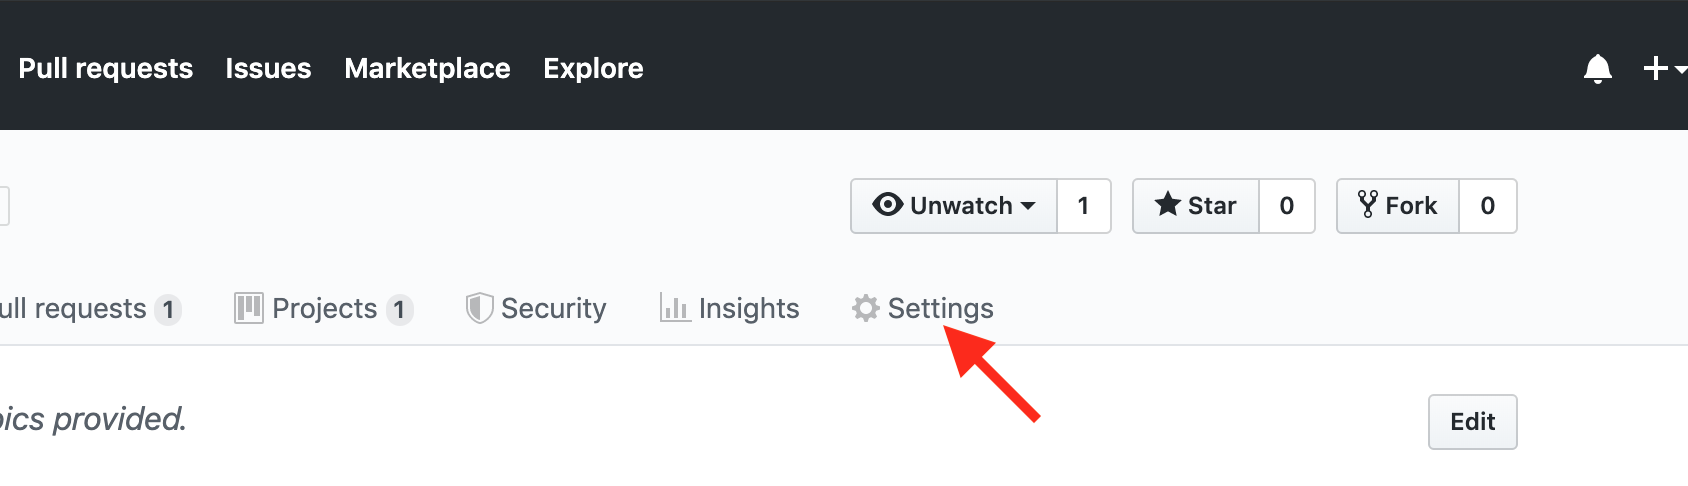 Pull requests Issues Marketplace Explore
Unwatch 1 Star 0 Fork 0
ull requests 1 Projects 1 Security Insights Settings
pics provided.
Edit